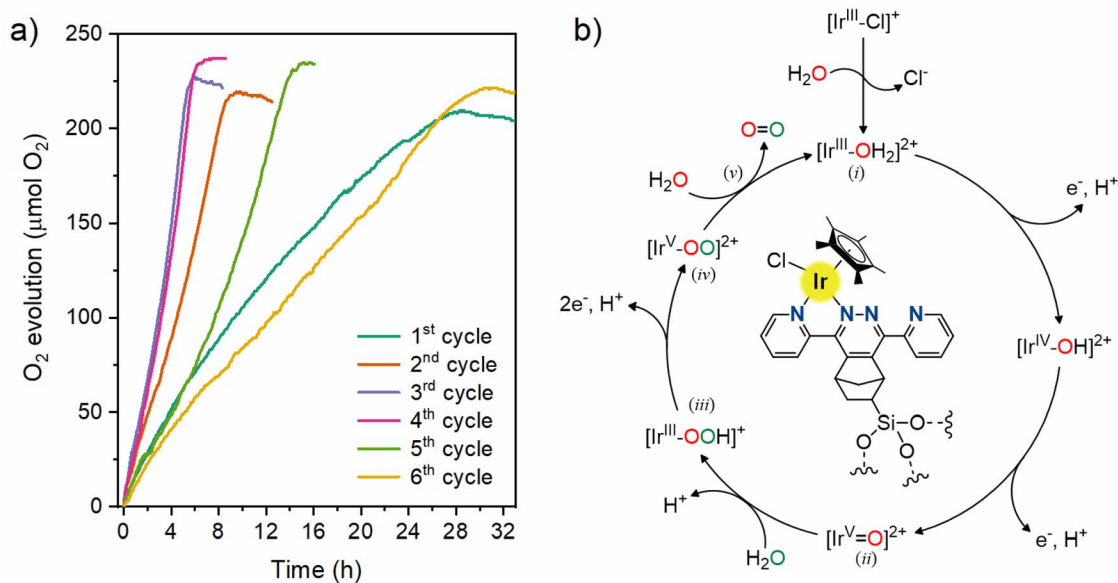 a)
O₂ evolution (μmol O₂)
250
200
150
100
50
0
0 4 8 12 16 20 24 28 32
Time (h)
1ˢᵗ cycle
2ⁿᵈ cycle
3ʳᵈ cycle
4ᵗʰ cycle
5ᵗʰ cycle
6ᵗʰ cycle
b)
[Irᴵᴵᴵ-Cl]⁺
H₂O
Cl⁻
O=O
[Irᴵᴵᴵ-OH₂]²⁺
(i)
(v)
H₂O
e⁻, H⁺
[Irⱽ-OO]²⁺
(iv)
Cl
Ir
N
N
N
N
2e⁻, H⁺
[Irᴵⱽ-OH]²⁺
(iii)
[Irᴵᴵᴵ-OOH]⁺
Si
O
O
O
H⁺
H₂O
[Irⱽ=O]²⁺
(ii)
e⁻, H⁺